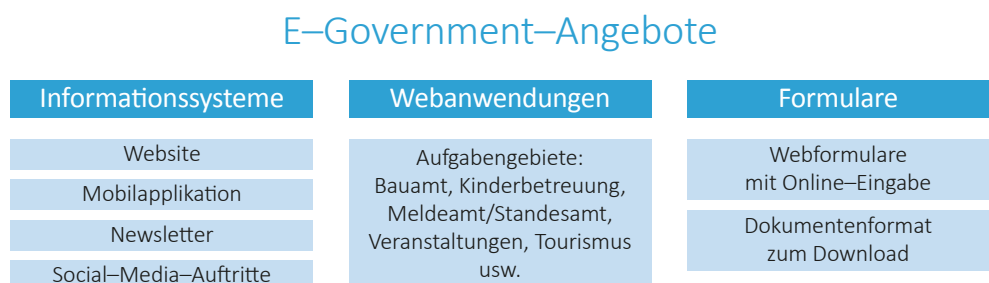 E–Government–Angebote
Informationssysteme
Website
Mobilapplikation
Newsletter
Social–Media–Auftritte
Webanwendungen
Aufgabengebiete:
Bauamt, Kinderbetreuung,
Meldeamt/Standesamt,
Veranstaltungen, Tourismus
usw.
Formulare
Webformulare
mit Online–Eingabe
Dokumentenformat
zum Download